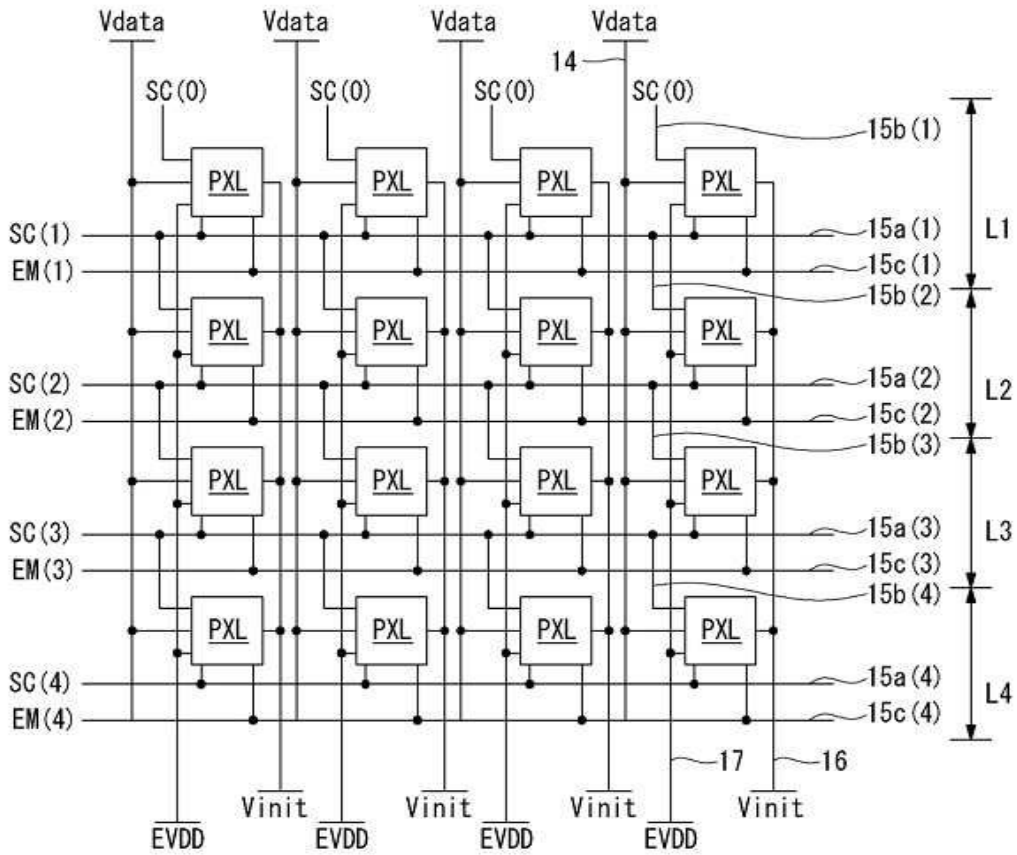 Vdata Vdata Vdata Vdata
14
SC(0) SC(0) SC(0) SC(0)
15b(1)
PXL PXL PXL PXL
L1
SC(1) 15a(1)
EM(1) 15c(1)
15b(2)
PXL PXL PXL PXL
SC(2) 15a(2)
L2
EM(2) 15c(2)
15b(3)
PXL PXL PXL PXL
SC(3) 15a(3)
L3
EM(3) 15c(3)
15b(4)
PXL PXL PXL PXL
SC(4) 15a(4)
L4
EM(4) 15c(4)
17 16
Vinit Vinit Vinit Vinit
EVDD EVDD EVDD EVDD